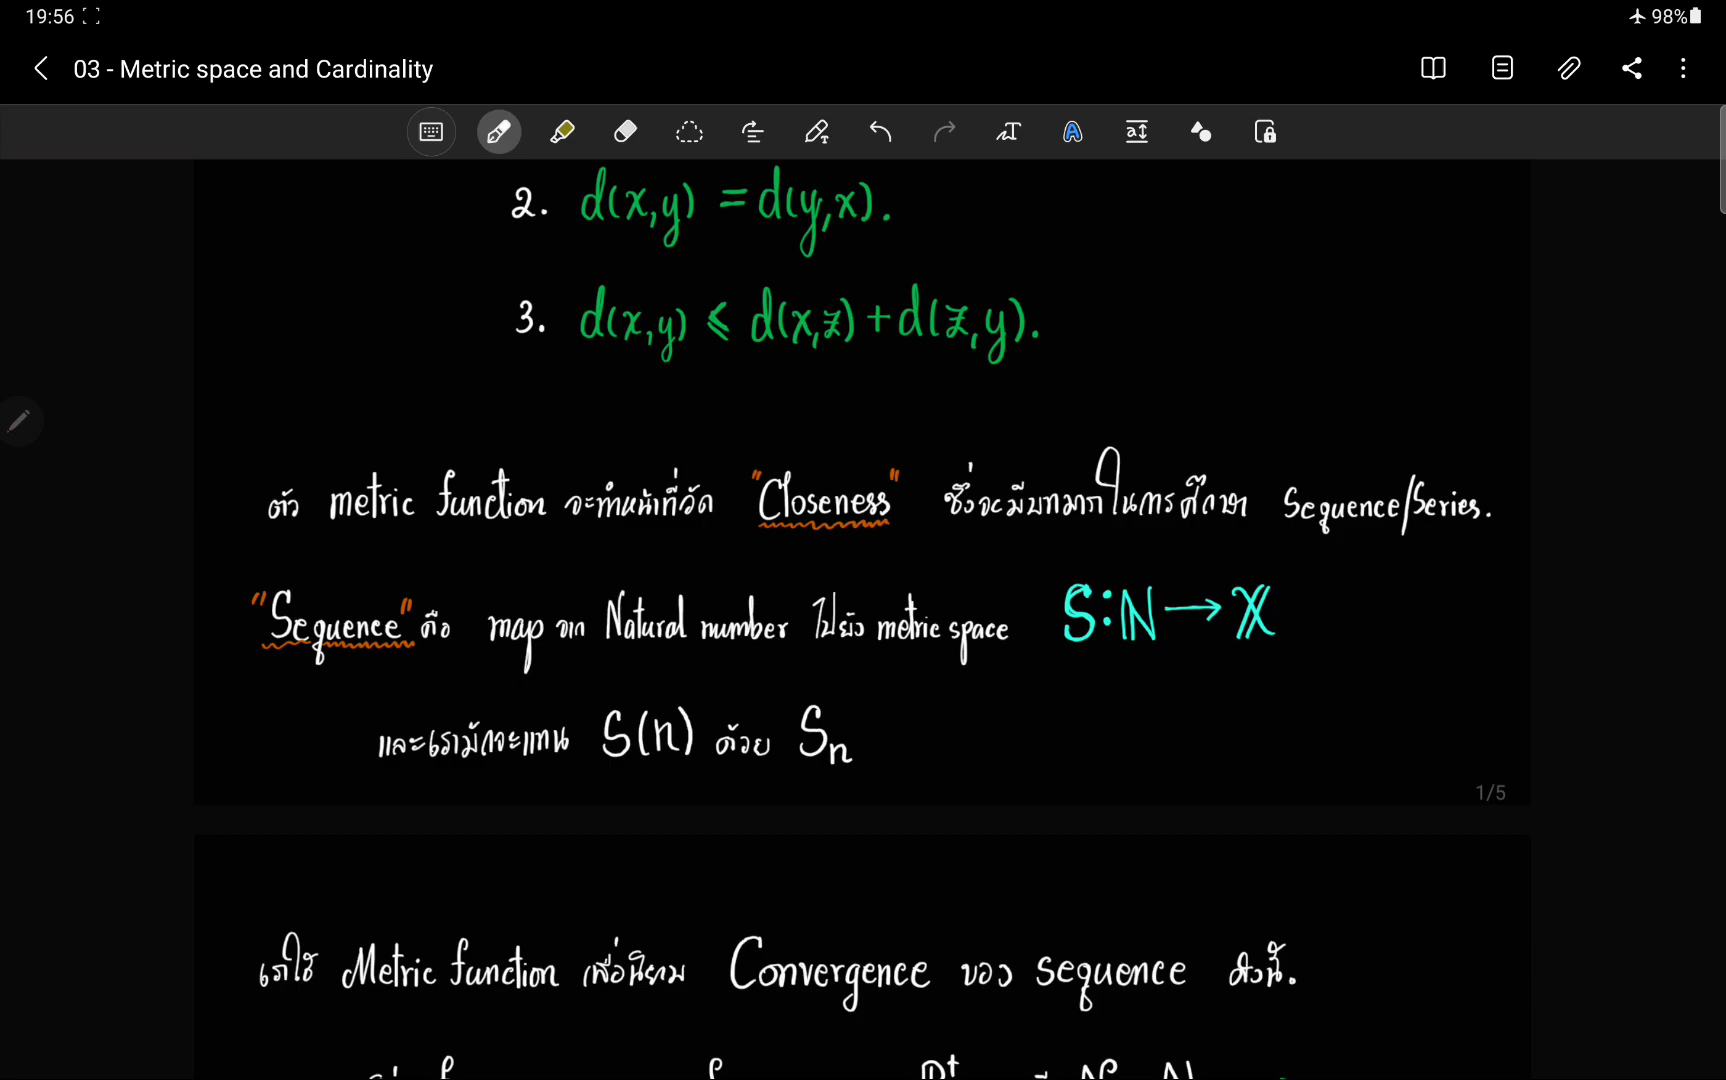 19:56 98%
03 - Metric space and Cardinality
2. d(x,y) = d(y,x).
3. d(x,y) ⩽ d(x,z) + d(z,y).
ตัว metric function จะทำหน้าที่วัด "Closeness" ซึ่งจะมีบทบาทในการศึกษา Sequence/Series.
"Sequence" คือ map จาก Natural number ไปยัง metric space S:ℕ→𝕏
และเรามักจะแทน S(n) ด้วย Sn
1/5
เราใช้ Metric function เพื่อนิยาม Convergence ของ sequence ดังนี้.